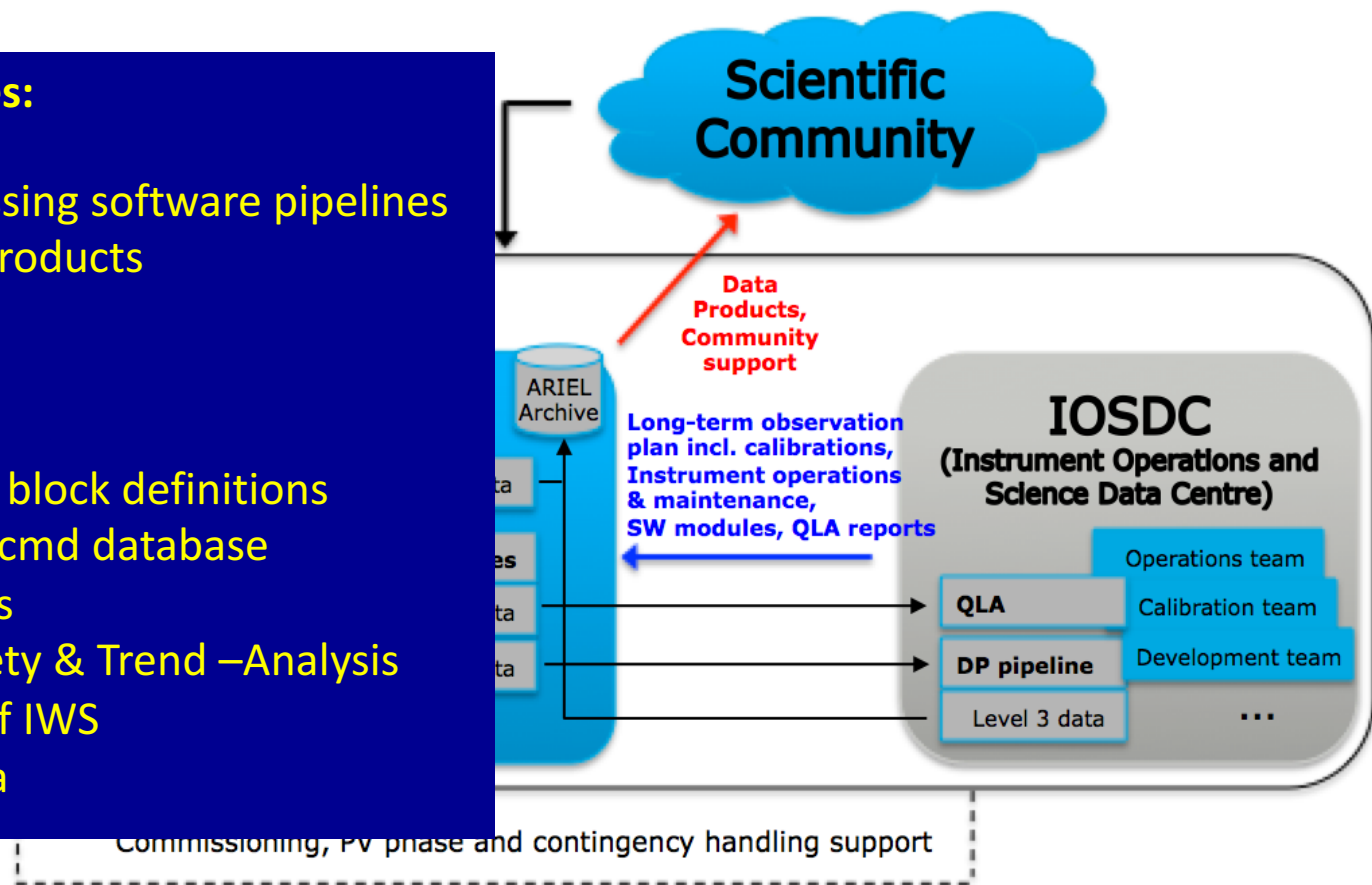 es:
sing software pipelines
roducts
block definitions
cmd database
s
ety & Trend –Analysis
f IWS
a
Scientific
Community
Data
Products,
Community
support
ARIEL
Archive
Long-term observation
plan incl. calibrations,
Instrument operations
& maintenance,
SW modules, QLA reports
ta
es
ta
ta
IOSDC
(Instrument Operations and
Science Data Centre)
Operations team
QLA
Calibration team
DP pipeline
Development team
Level 3 data
...
Commissioning, PV phase and contingency handling support